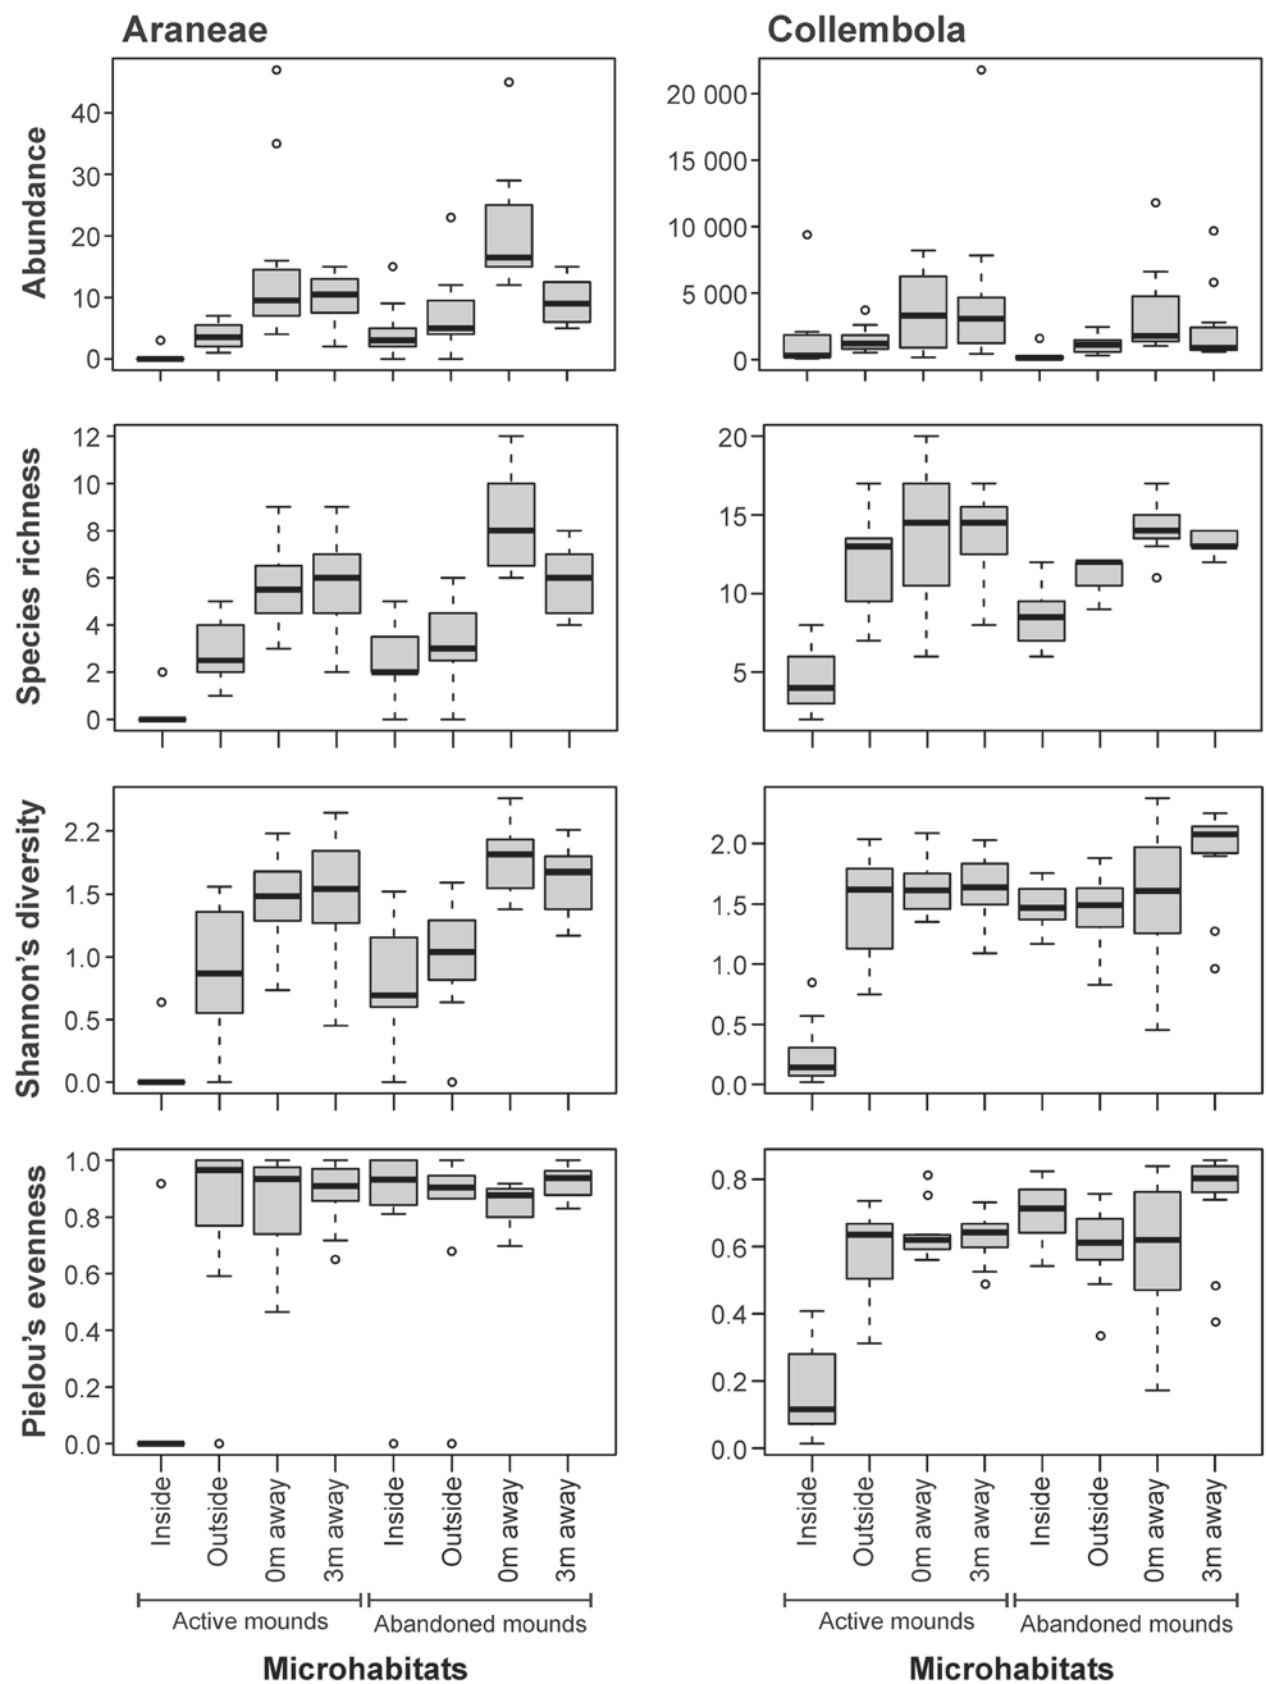 Araneae
Collembola
Abundance
40
30
20
10
0
20 000
15 000
10 000
5 000
0
Species richness
12
10
8
6
4
2
0
20
15
10
5
Shannon's diversity
2.2
1.5
1.0
0.5
0.0
2.0
1.5
1.0
0.5
0.0
Pielou's evenness
1.0
0.8
0.6
0.4
0.2
0.0
0.8
0.6
0.4
0.2
0.0
Inside
Outside
0m away
3m away
Inside
Outside
0m away
3m away
Inside
Outside
0m away
3m away
Inside
Outside
0m away
3m away
Active mounds
Abandoned mounds
Active mounds
Abandoned mounds
Microhabitats
Microhabitats